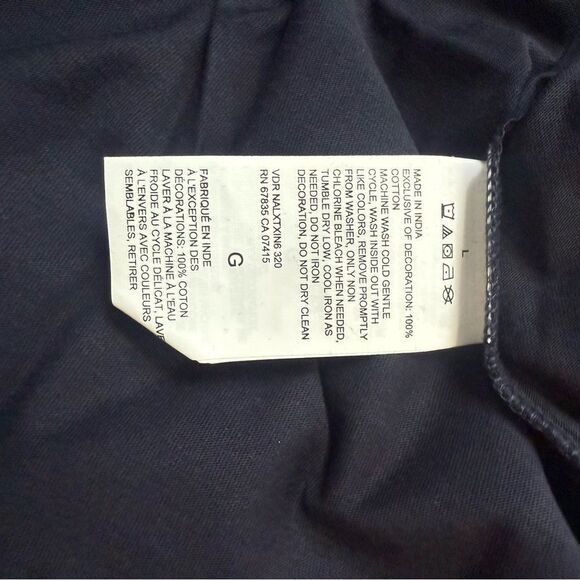 L
MADE IN INDIA
EXCLUSIVE OF DECORATION: 100%
COTTON
MACHINE WASH COLD GENTLE
CYCLE, WASH INSIDE OUT WITH
LIKE COLORS, REMOVE PROMPTLY
FROM WASHER, ONLY NON
CHLORINE BLEACH WHEN NEEDED,
TUMBLE DRY LOW, COOL IRON AS
NEEDED, DO NOT IRON
DECORATION, DO NOT DRY CLEAN
VDR NALXTXIN6 320
RN 67835 CA 07415
G
FABRIQUÉ EN INDE
À L'EXCEPTION DES
DÉCORATIONS: 100% COTON
LAVER À LA MACHINE À L'EAU
FROIDE AU CYCLE DÉLICAT, LAVE
À L'ENVERS AVEC COULEURS
SEMBLABLES, RETIRER